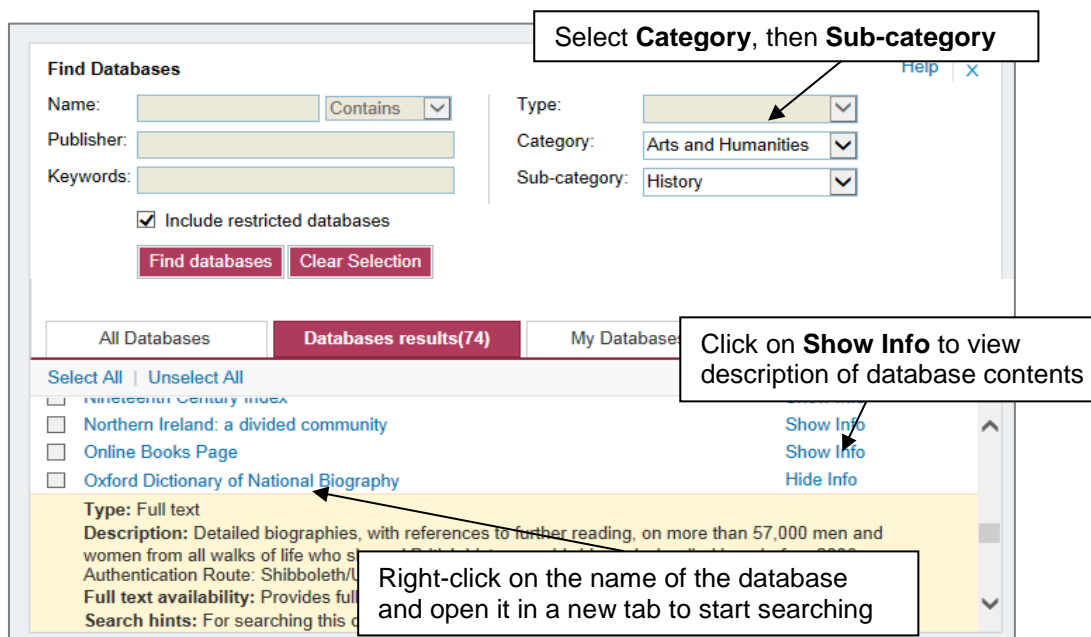 Select Category, then Sub-category
Find Databases
Help x
Name: Contains
Type:
Publisher:
Category: Arts and Humanities
Keywords:
Sub-category: History
Include restricted databases
Find databases Clear Selection
All Databases Databases results(74) My Databases
Click on Show Info to view
description of database contents
Select All | Unselect All
Nineteenth Century Index Show Info
Northern Ireland: a divided community Show Info
Online Books Page Show Info
Oxford Dictionary of National Biography Hide Info
Type: Full text
Description: Detailed biographies, with references to further reading, on more than 57,000 men and
women from all walks of life who
Authentication Route: Shibboleth/
Full text availability: Provides full
Search hints: For searching this
Right-click on the name of the database
and open it in a new tab to start searching